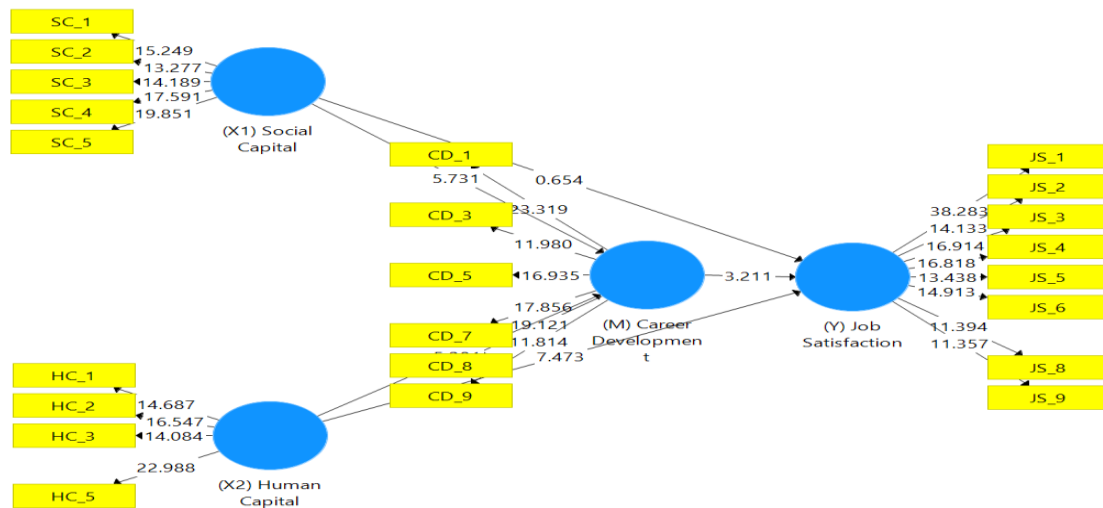 SC_1
SC_2
SC_3
SC_4
SC_5
15.249
13.277
14.189
17.591
19.851
(X1) Social
Capital
CD_1
CD_3
CD_5
CD_7
CD_8
CD_9
5.731
0.654
23.319
11.980
16.935
17.856
19.121
11.814
7.473
(M) Career
Developmen
t
3.211
(Y) Job
Satisfaction
JS_1
JS_2
JS_3
JS_4
JS_5
JS_6
JS_8
JS_9
38.283
14.133
16.914
16.818
13.438
14.913
11.394
11.357
HC_1
HC_2
HC_3
HC_5
14.687
16.547
14.084
22.988
(X2) Human
Capital